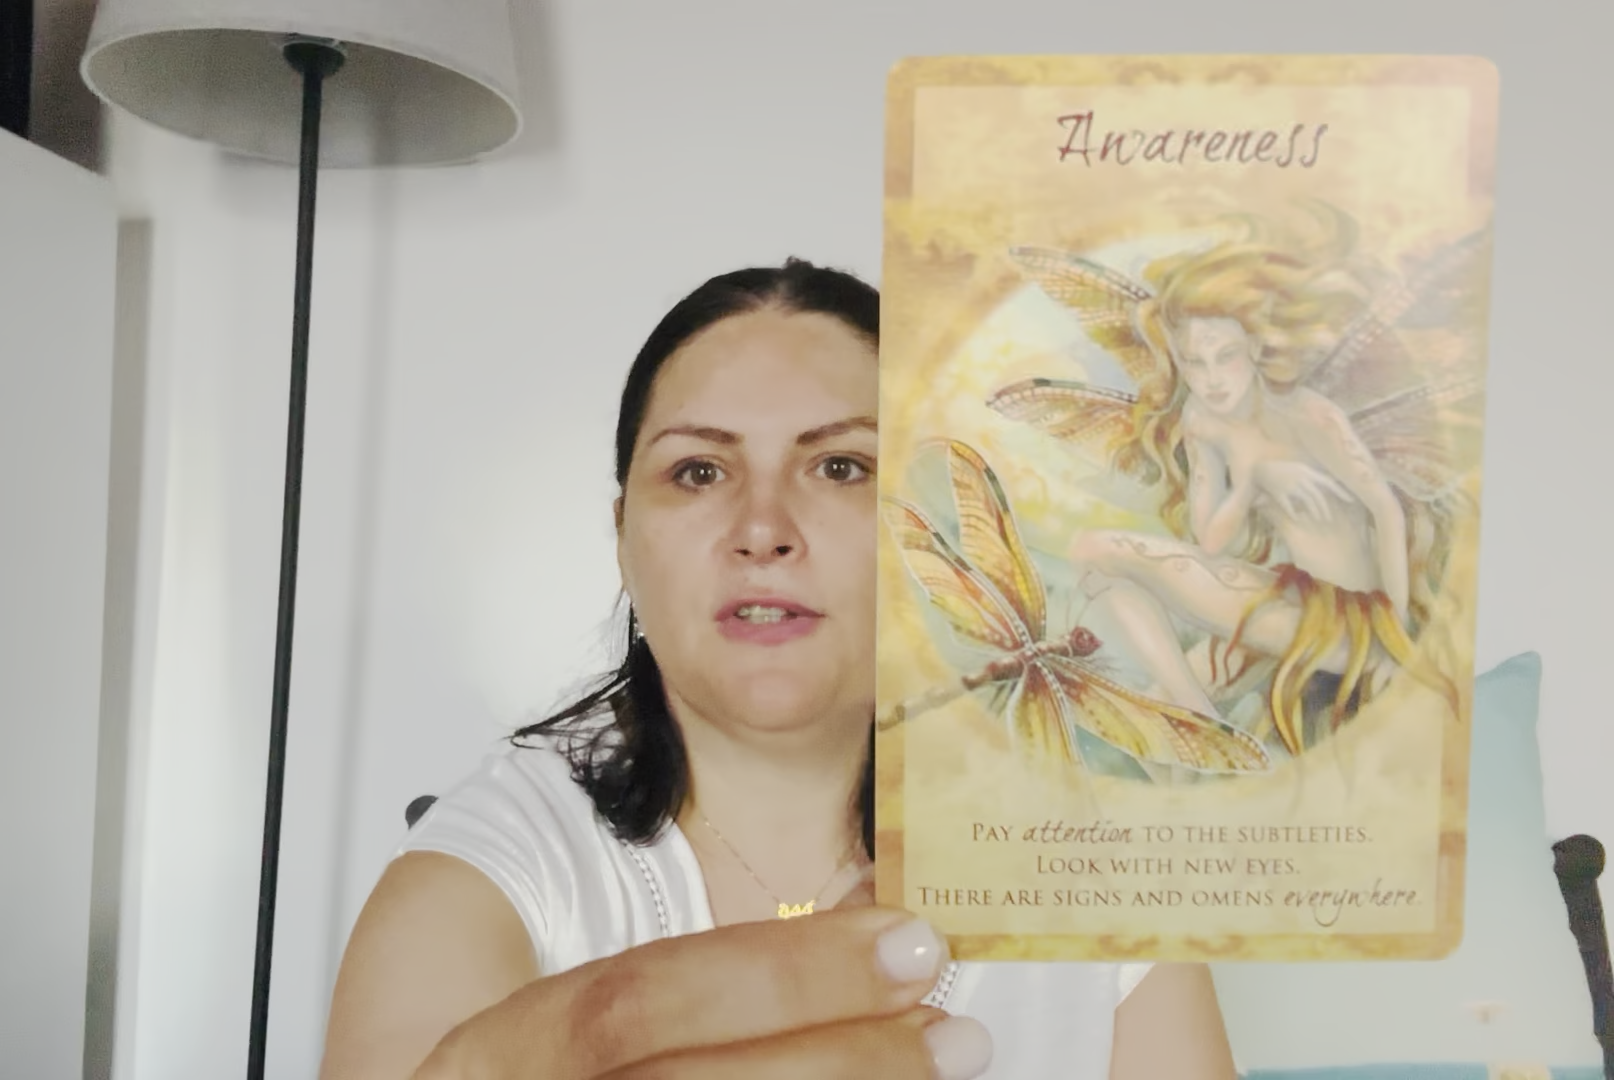 Awareness
PAY attention TO THE SUBTLETIES.
LOOK WITH NEW EYES.
THERE ARE SIGNS AND OMENS everywhere.